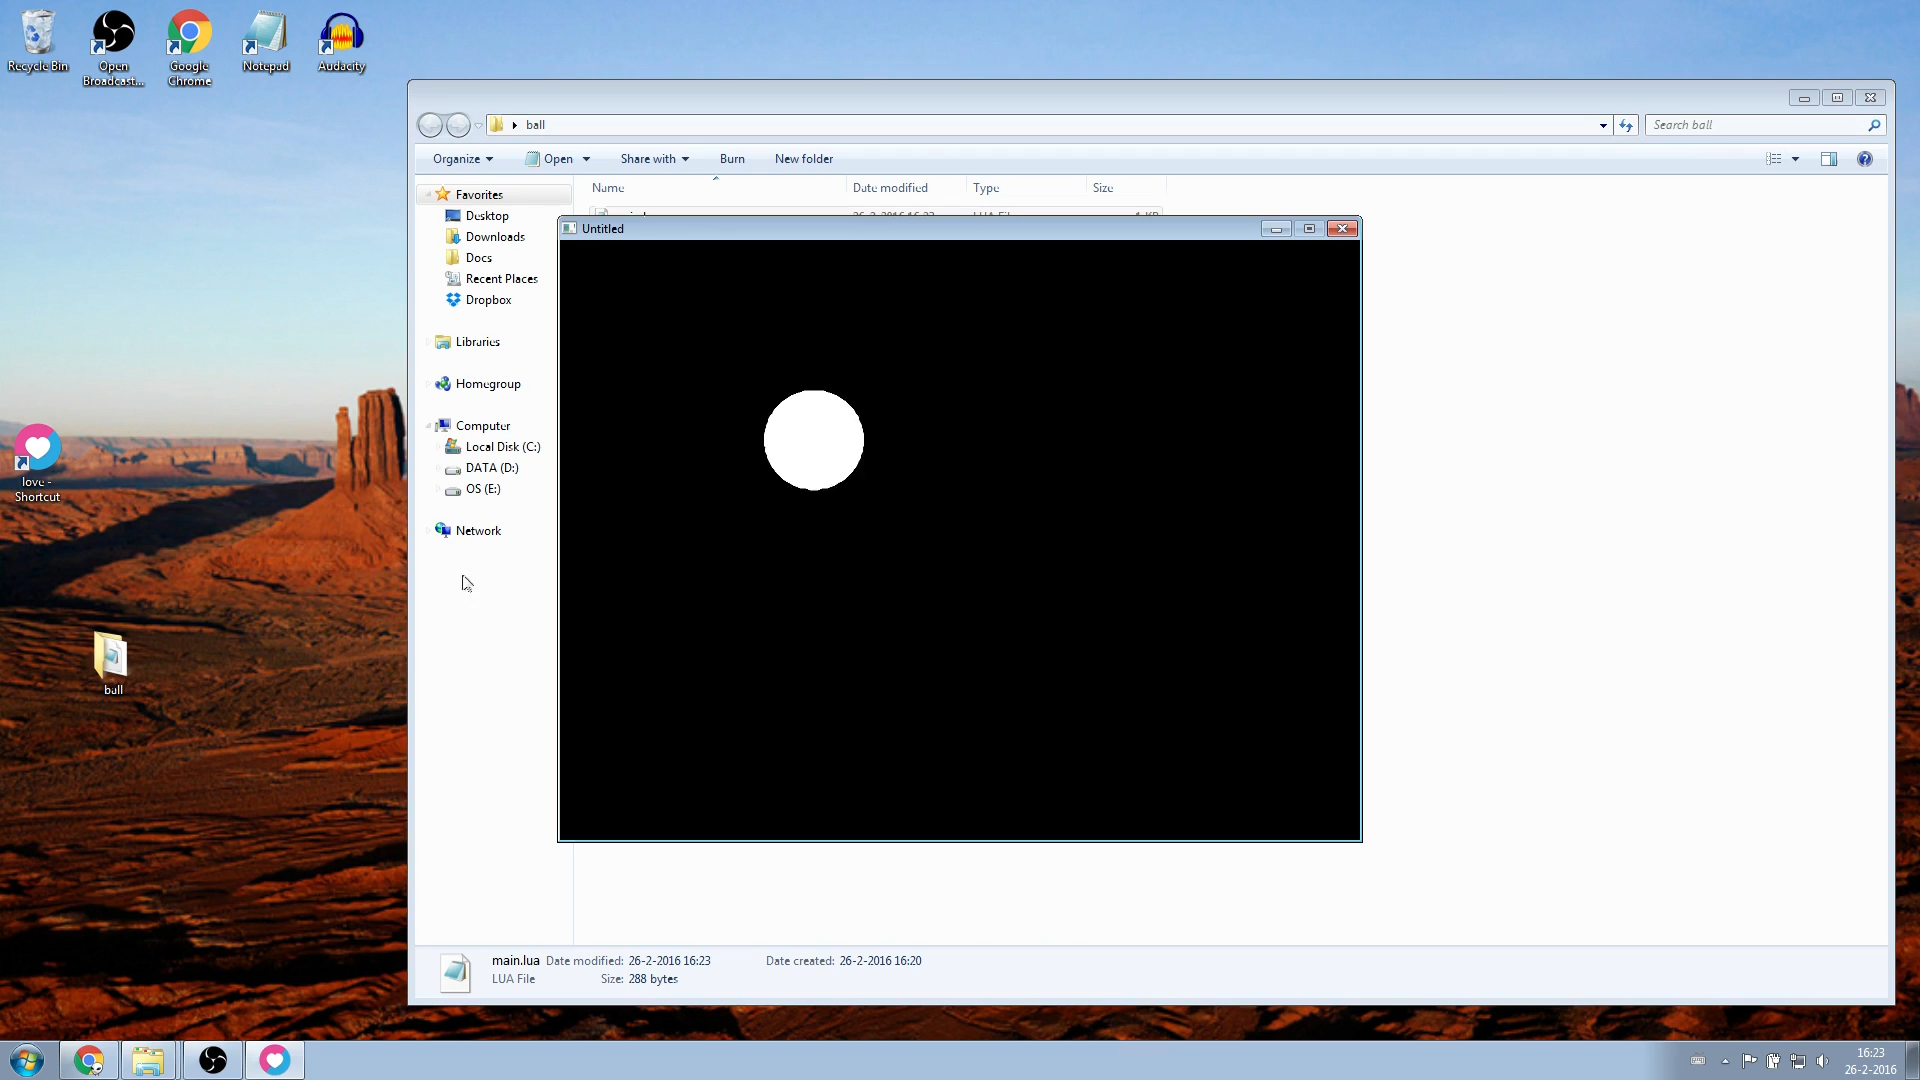 Recycle Bin
Open
Broadcast...
Google
Chrome
Notepad
Audacity
ball
Search ball
Organize
Open
Share with
Burn
New folder
Name
Date modified
Type
Size
Favorites
Desktop
Downloads
Docs
Recent Places
Dropbox
Libraries
Homegroup
Computer
Local Disk (C:)
DATA (D:)
OS (E:)
Network
Untitled
love -
Shortcut
ball
main.lua Date modified: 26-2-2016 16:23 Date created: 26-2-2016 16:20
LUA File Size: 288 bytes
16:23
26-2-2016